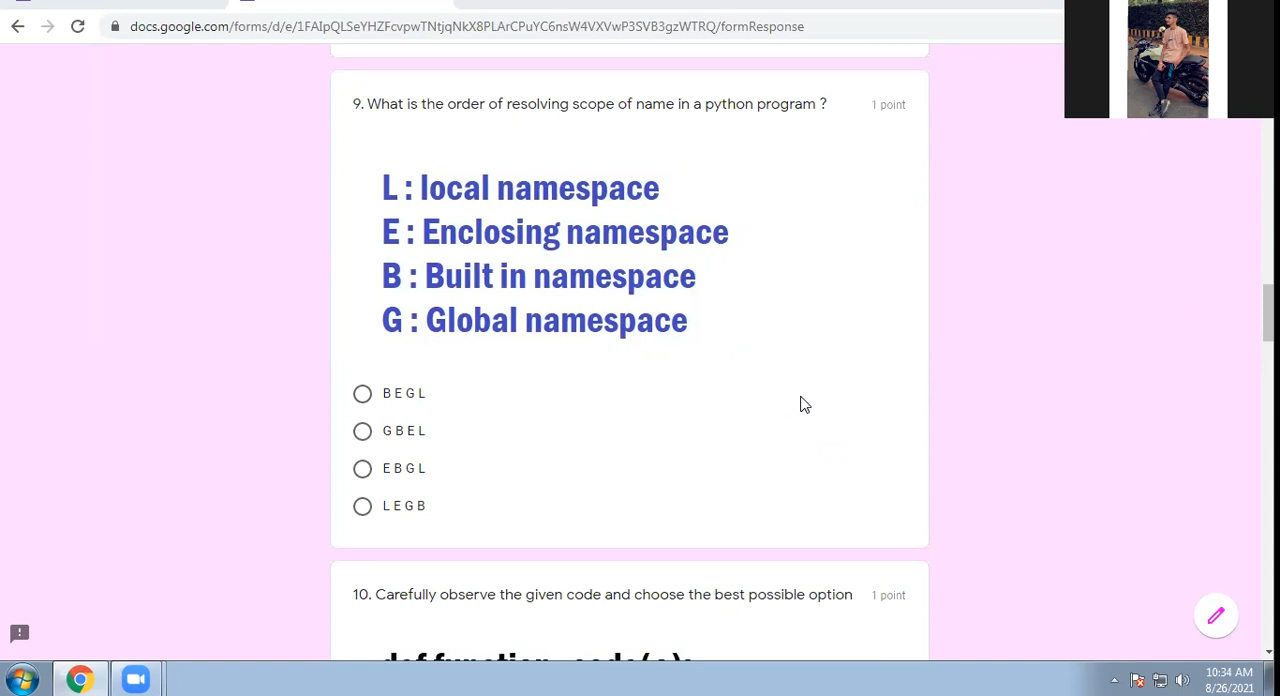 docs.google.com/forms/d/e/1FAIpQLSeYHZFcvpwTNtjqNkX8PLArCPuYC6nsW4VXVwP3SVB3gzWTRQ/formResponse
9. What is the order of resolving scope of name in a python program ? 1 point
L : local namespace
E : Enclosing namespace
B : Built in namespace
G : Global namespace
B E G L
G B E L
E B G L
L E G B
10. Carefully observe the given code and choose the best possible option 1 point
def function_code(a):
10:34 AM
8/26/2021